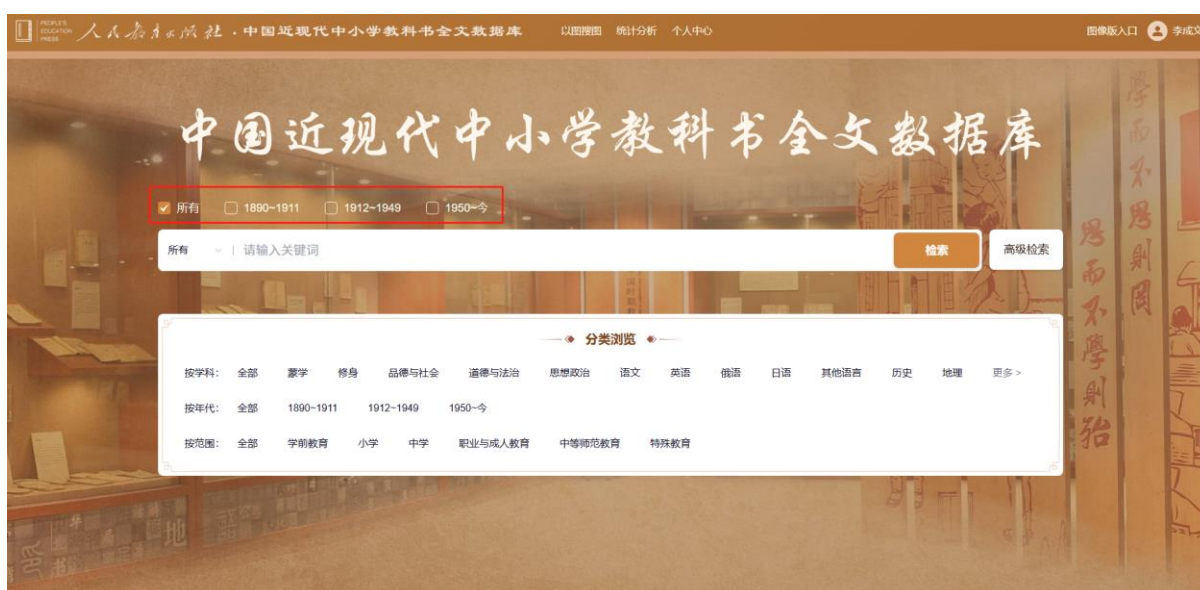 PEOPLE'S EDUCATION PRESS 人民教育出版社 · 中国近现代中小学教科书全文数据库 以图搜图 统计分析 个人中心 图像版入口
中国近现代中小学教科书全文数据库
所有 1890~1911 1912~1949 1950~今
所有 请输入关键词 检索 高级检索
分类浏览
按学科: 全部 蒙学 修身 品德与社会 道德与法治 思想政治 语文 英语 俄语 日语 其他语言 历史 地理 更多 >
按年代: 全部 1890~1911 1912~1949 1950~今
按范围: 全部 学前教育 小学 中学 职业与成人教育 中等师范教育 特殊教育
學而不思則罔
思而不學則殆
地